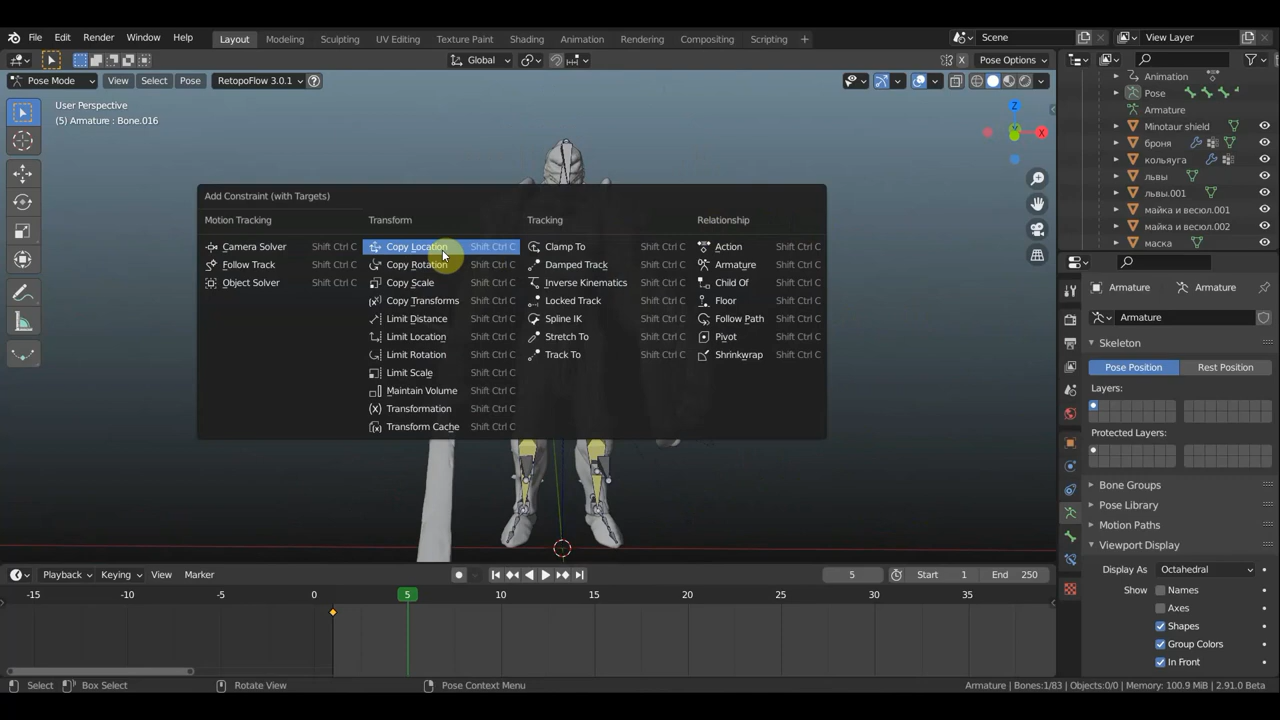 File Edit Render Window Help Layout Modeling Sculpting UV Editing Texture Paint Shading Animation Rendering Compositing Scripting + Scene View Layer
Global Pose Options
Pose Mode View Select Pose RetopoFlow 3.0.1
User Perspective
(5) Armature : Bone.016
Z
X
Animation
Pose
Armature
Minotaur shield
броня
кольяуга
львы
львы.001
майка и весюл.001
майка и весюл.002
маска
Add Constraint (with Targets)
Motion Tracking Transform Tracking Relationship
Camera Solver Shift Ctrl C Copy Location Shift Ctrl C Clamp To Shift Ctrl C Action Shift Ctrl C
Follow Track Shift Ctrl C Copy Rotation Shift Ctrl C Damped Track Shift Ctrl C Armature Shift Ctrl C
Object Solver Shift Ctrl C Copy Scale Shift Ctrl C Inverse Kinematics Shift Ctrl C Child Of Shift Ctrl C
Copy Transforms Shift Ctrl C Locked Track Shift Ctrl C Floor Shift Ctrl C
Limit Distance Shift Ctrl C Spline IK Shift Ctrl C Follow Path Shift Ctrl C
Limit Location Shift Ctrl C Stretch To Shift Ctrl C Pivot Shift Ctrl C
Limit Rotation Shift Ctrl C Track To Shift Ctrl C Shrinkwrap Shift Ctrl C
Limit Scale Shift Ctrl C
Maintain Volume Shift Ctrl C
Transformation Shift Ctrl C
Transform Cache Shift Ctrl C
Armature Armature
Armature
Skeleton
Pose Position Rest Position
Layers:
Protected Layers:
Bone Groups
Pose Library
Motion Paths
Viewport Display
Display As Octahedral
Show Names
Axes
Shapes
Group Colors
In Front
Playback Keying View Marker 5 Start 1 End 250
-15 -10 -5 0 5 10 15 20 25 30 35
Select Box Select Rotate View Pose Context Menu Armature | Bones:1/83 | Objects:0/0 | Memory: 100.9 MiB | 2.91.0 Beta